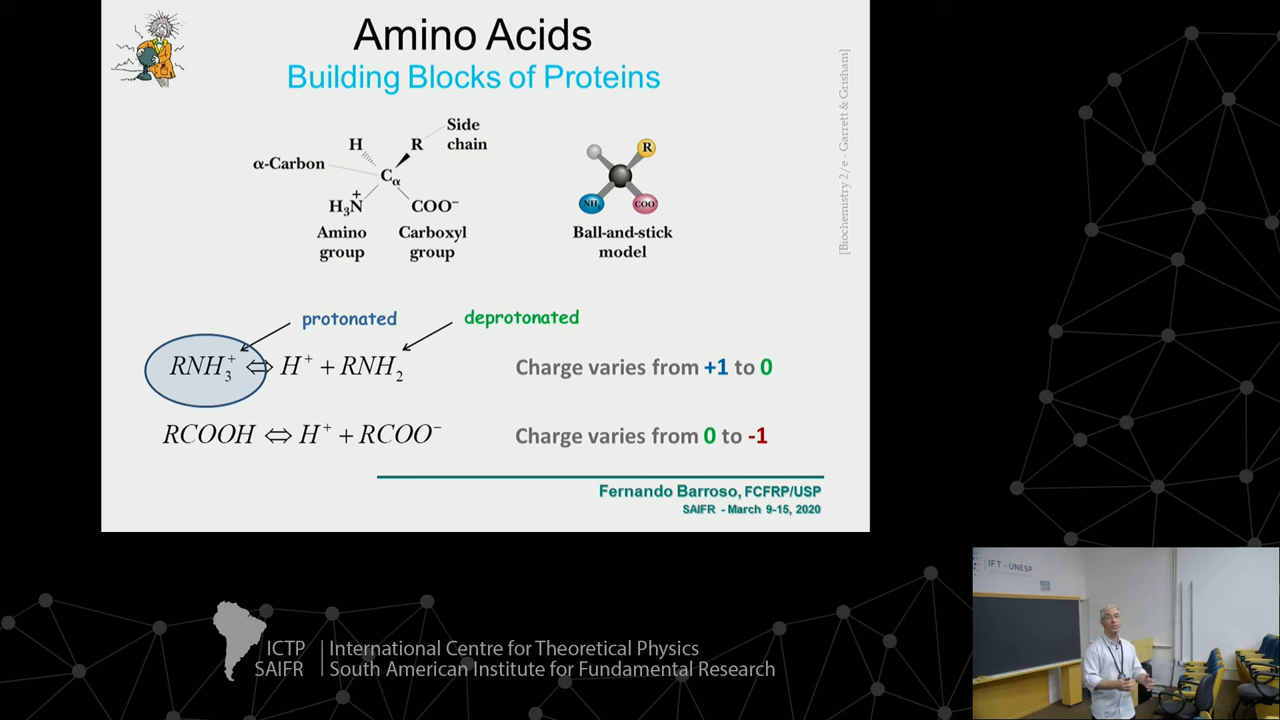 Amino Acids
Building Blocks of Proteins
[Biochemistry 2/e - Garrett & Grisham]
Side
chain
H
R
α-Carbon
Cα
H₃N⁺
COO⁻
Amino
group
Carboxyl
group
R
NH₃
COO
Ball-and-stick
model
protonated
deprotonated
RNH₃⁺ ⇔ H⁺ + RNH₂
Charge varies from +1 to 0
RCOOH ⇔ H⁺ + RCOO⁻
Charge varies from 0 to -1
Fernando Barroso, FCFRP/USP
SAIFR - March 9-15, 2020
IFT - UNESP
ICTP
SAIFR
International Centre for Theoretical Physics
South American Institute for Fundamental Research